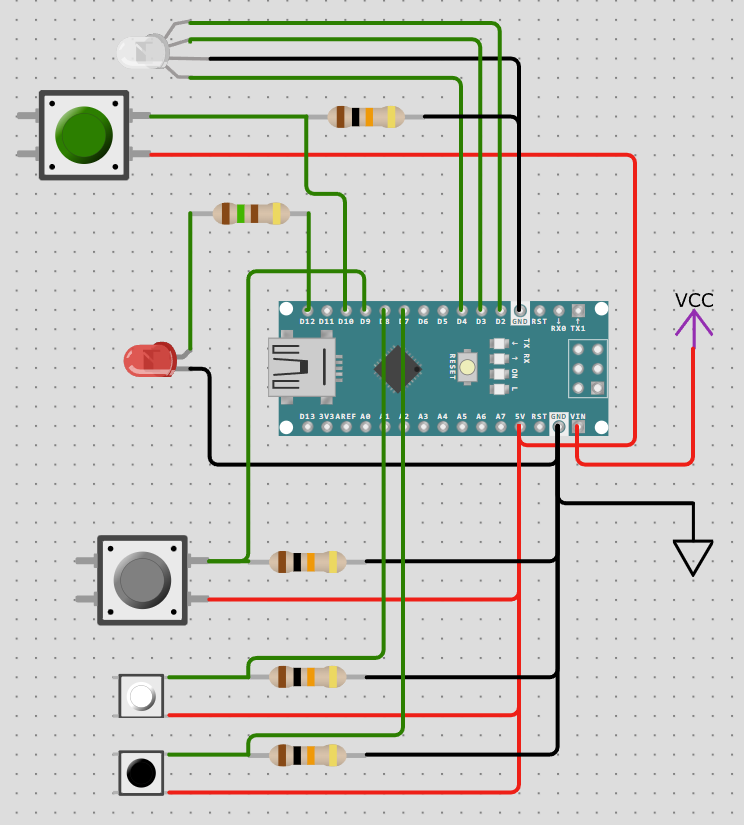 VCC
D12 D11 D10 D9 D8 D7 D6 D5 D4 D3 D2 GND RST RX0 TX1
TX RX
ON L
RESET
D13 3V3 AREF A0 A1 A2 A3 A4 A5 A6 A7 5V RST GND VIN